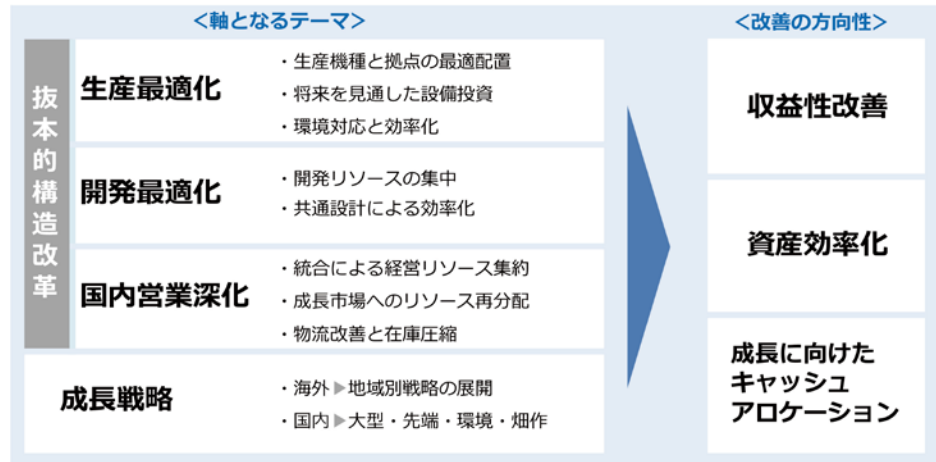 <軸となるテーマ>
<改善の方向性>
抜本的構造改革
生産最適化
・生産機種と拠点の最適配置
・将来を見通した設備投資
・環境対応と効率化
開発最適化
・開発リソースの集中
・共通設計による効率化
国内営業深化
・統合による経営リソース集約
・成長市場へのリソース再分配
・物流改善と在庫圧縮
成長戦略
・海外▶地域別戦略の展開
・国内▶大型・先端・環境・畑作
収益性改善
資産効率化
成長に向けた
キャッシュ
アロケーション